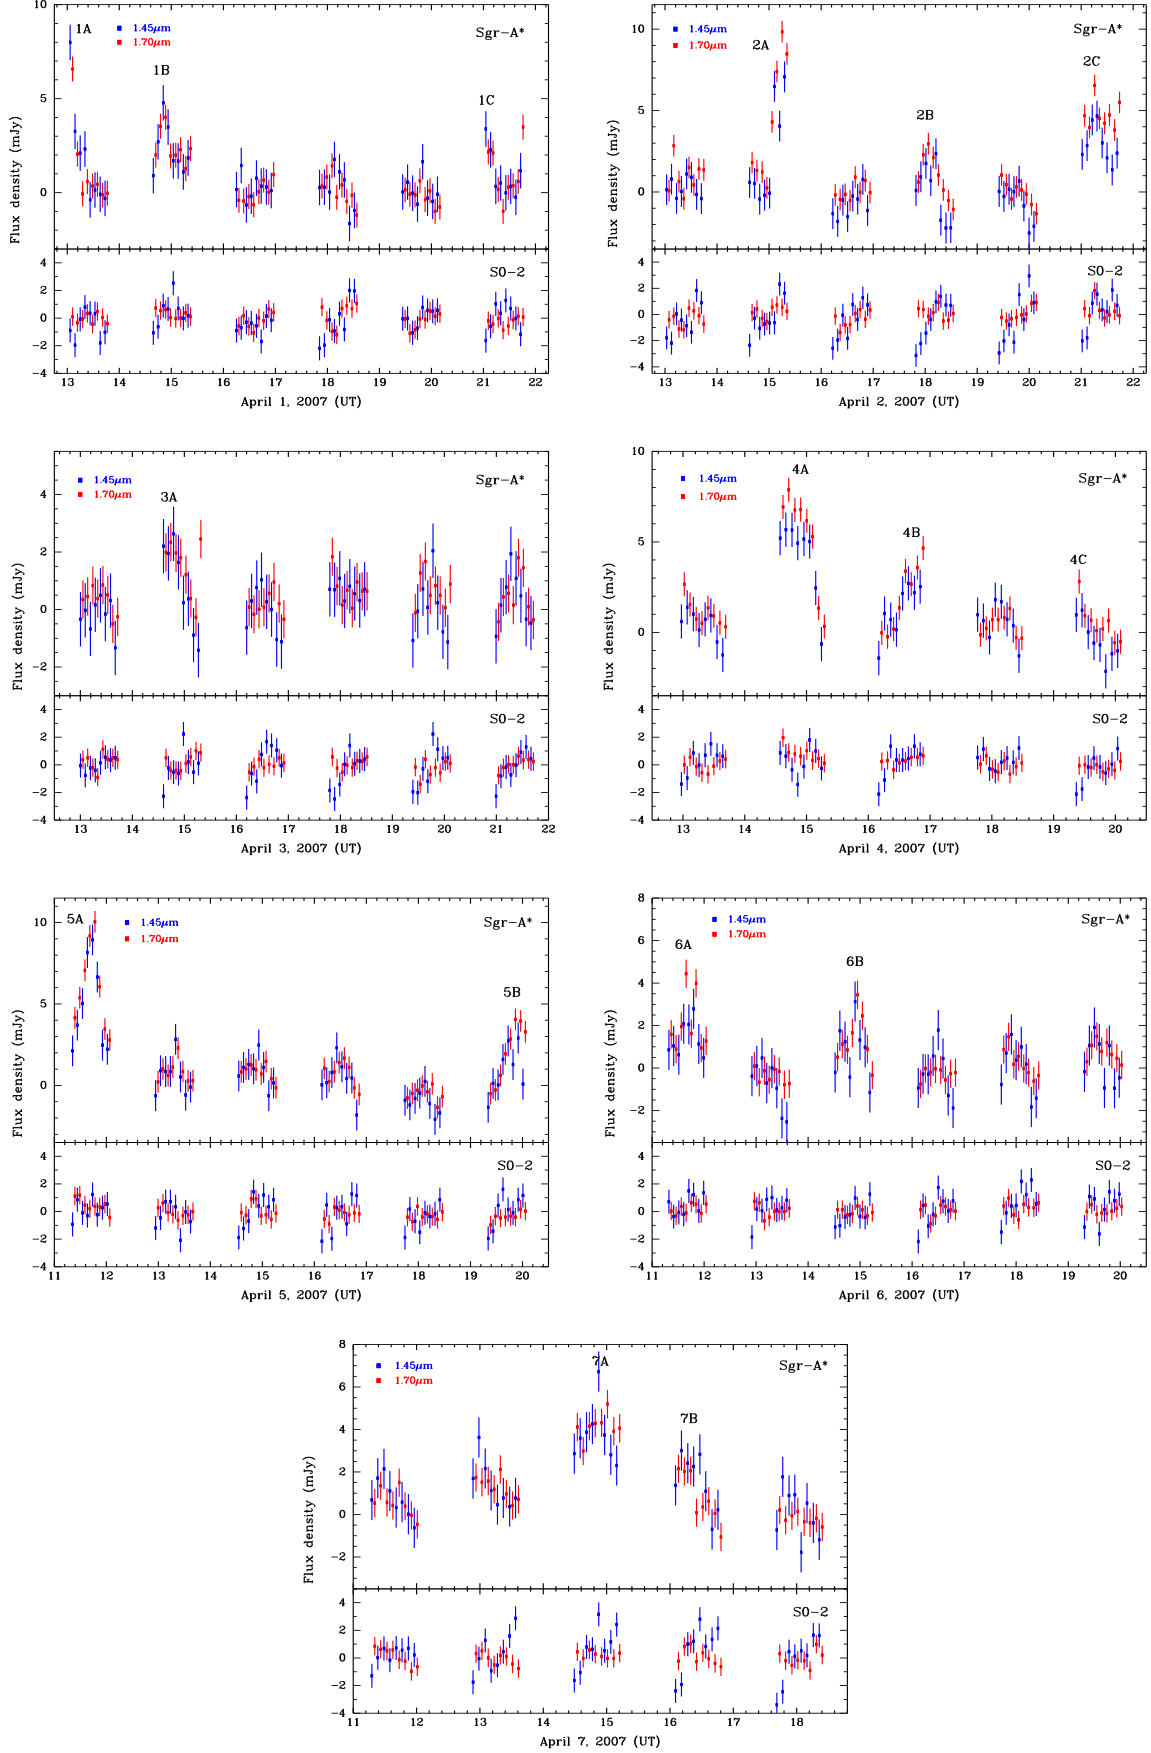 10
5
0
Flux density (mJy)
1A
1.45μm
1.70μm
1B
1C
Sgr-A*
S0-2
4
2
0
−2
−4
13 14 15 16 17 18 19 20 21 22
April 1, 2007 (UT)
10
5
0
Flux density (mJy)
1.45μm
1.70μm
2A
2B
2C
Sgr-A*
S0-2
4
2
0
−2
−4
13 14 15 16 17 18 19 20 21 22
April 2, 2007 (UT)
4
2
0
−2
Flux density (mJy)
1.45μm
1.70μm
3A
Sgr-A*
S0-2
4
2
0
−2
−4
13 14 15 16 17 18 19 20 21 22
April 3, 2007 (UT)
10
5
0
Flux density (mJy)
1.45μm
1.70μm
4A
4B
4C
Sgr-A*
S0-2
4
2
0
−2
−4
13 14 15 16 17 18 19 20
April 4, 2007 (UT)
10
5
0
Flux density (mJy)
5A
1.45μm
1.70μm
5B
Sgr-A*
S0-2
4
2
0
−2
−4
11 12 13 14 15 16 17 18 19 20
April 5, 2007 (UT)
8
6
4
2
0
−2
Flux density (mJy)
6A
1.45μm
1.70μm
6B
Sgr-A*
S0-2
4
2
0
−2
−4
11 12 13 14 15 16 17 18 19 20
April 6, 2007 (UT)
8
6
4
2
0
−2
Flux density (mJy)
1.45μm
1.70μm
7A
7B
Sgr-A*
S0-2
4
2
0
−2
−4
11 12 13 14 15 16 17 18
April 7, 2007 (UT)